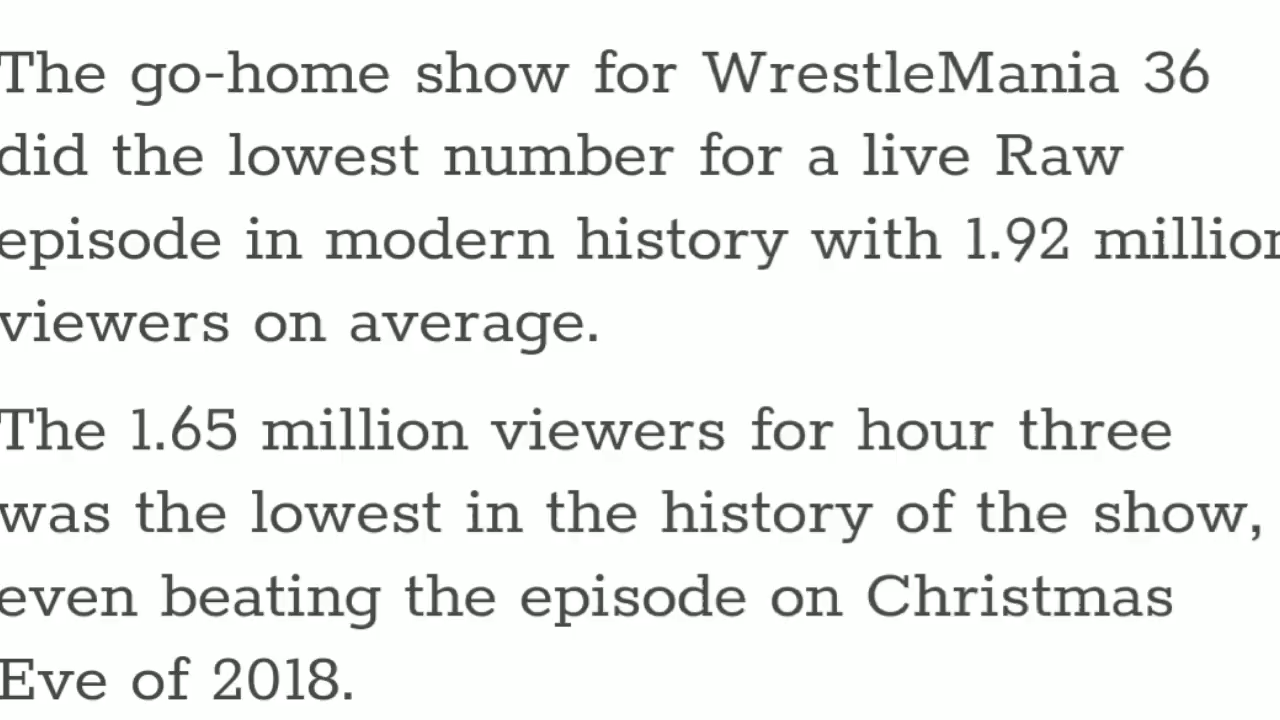 The go-home show for WrestleMania 36
did the lowest number for a live Raw
episode in modern history with 1.92 million
viewers on average.
The 1.65 million viewers for hour three
was the lowest in the history of the show,
even beating the episode on Christmas
Eve of 2018.